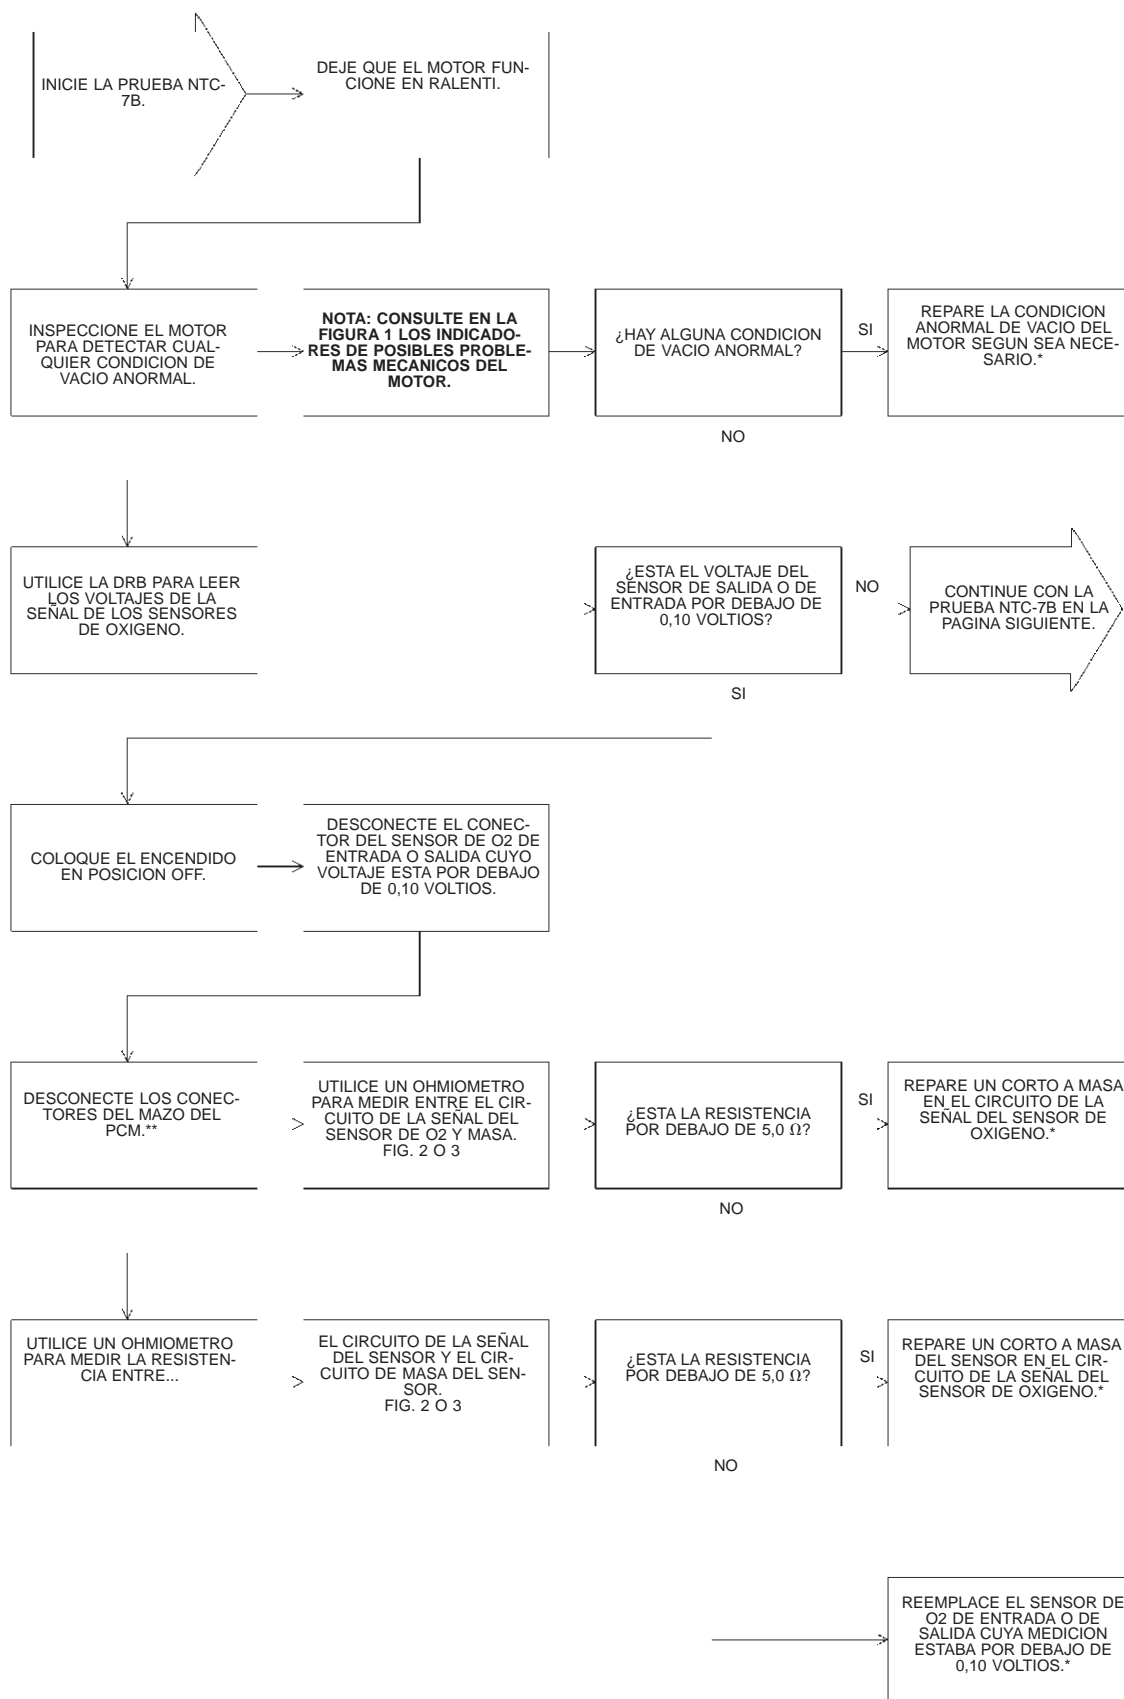 INICIE LA PRUEBA NTC-
7B.
DEJE QUE EL MOTOR FUN-
CIONE EN RALENTI.
INSPECCIONE EL MOTOR
PARA DETECTAR CUAL-
QUIER CONDICION DE
VACIO ANORMAL.
NOTA: CONSULTE EN LA
FIGURA 1 LOS INDICADO-
RES DE POSIBLES PROBLE-
MAS MECANICOS DEL
MOTOR.
¿HAY ALGUNA CONDICION
DE VACIO ANORMAL?
SI
REPARE LA CONDICION
ANORMAL DE VACIO DEL
MOTOR SEGUN SEA NECE-
SARIO.*
NO
UTILICE LA DRB PARA LEER
LOS VOLTAJES DE LA
SEÑAL DE LOS SENSORES
DE OXIGENO.
¿ESTA EL VOLTAJE DEL
SENSOR DE SALIDA O DE
ENTRADA POR DEBAJO DE
0,10 VOLTIOS?
NO
CONTINUE CON LA
PRUEBA NTC-7B EN LA
PAGINA SIGUIENTE.
SI
COLOQUE EL ENCENDIDO
EN POSICION OFF.
DESCONECTE EL CONEC-
TOR DEL SENSOR DE O2 DE
ENTRADA O SALIDA CUYO
VOLTAJE ESTA POR DEBAJO
DE 0,10 VOLTIOS.
DESCONECTE LOS CONEC-
TORES DEL MAZO DEL
PCM.**
UTILICE UN OHMIOMETRO
PARA MEDIR ENTRE EL CIR-
CUITO DE LA SEÑAL DEL
SENSOR DE O2 Y MASA.
FIG. 2 O 3
¿ESTA LA RESISTENCIA
POR DEBAJO DE 5,0 Ω?
SI
REPARE UN CORTO A MASA
EN EL CIRCUITO DE LA
SEÑAL DEL SENSOR DE
OXIGENO.*
NO
UTILICE UN OHMIOMETRO
PARA MEDIR LA RESISTEN-
CIA ENTRE...
EL CIRCUITO DE LA SEÑAL
DEL SENSOR Y EL CIR-
CUITO DE MASA DEL SEN-
SOR.
FIG. 2 O 3
¿ESTA LA RESISTENCIA
POR DEBAJO DE 5,0 Ω?
SI
REPARE UN CORTO A MASA
DEL SENSOR EN EL CIR-
CUITO DE LA SEÑAL DEL
SENSOR DE OXIGENO.*
NO
REEMPLACE EL SENSOR DE
O2 DE ENTRADA O DE
SALIDA CUYA MEDICION
ESTABA POR DEBAJO DE
0,10 VOLTIOS.*